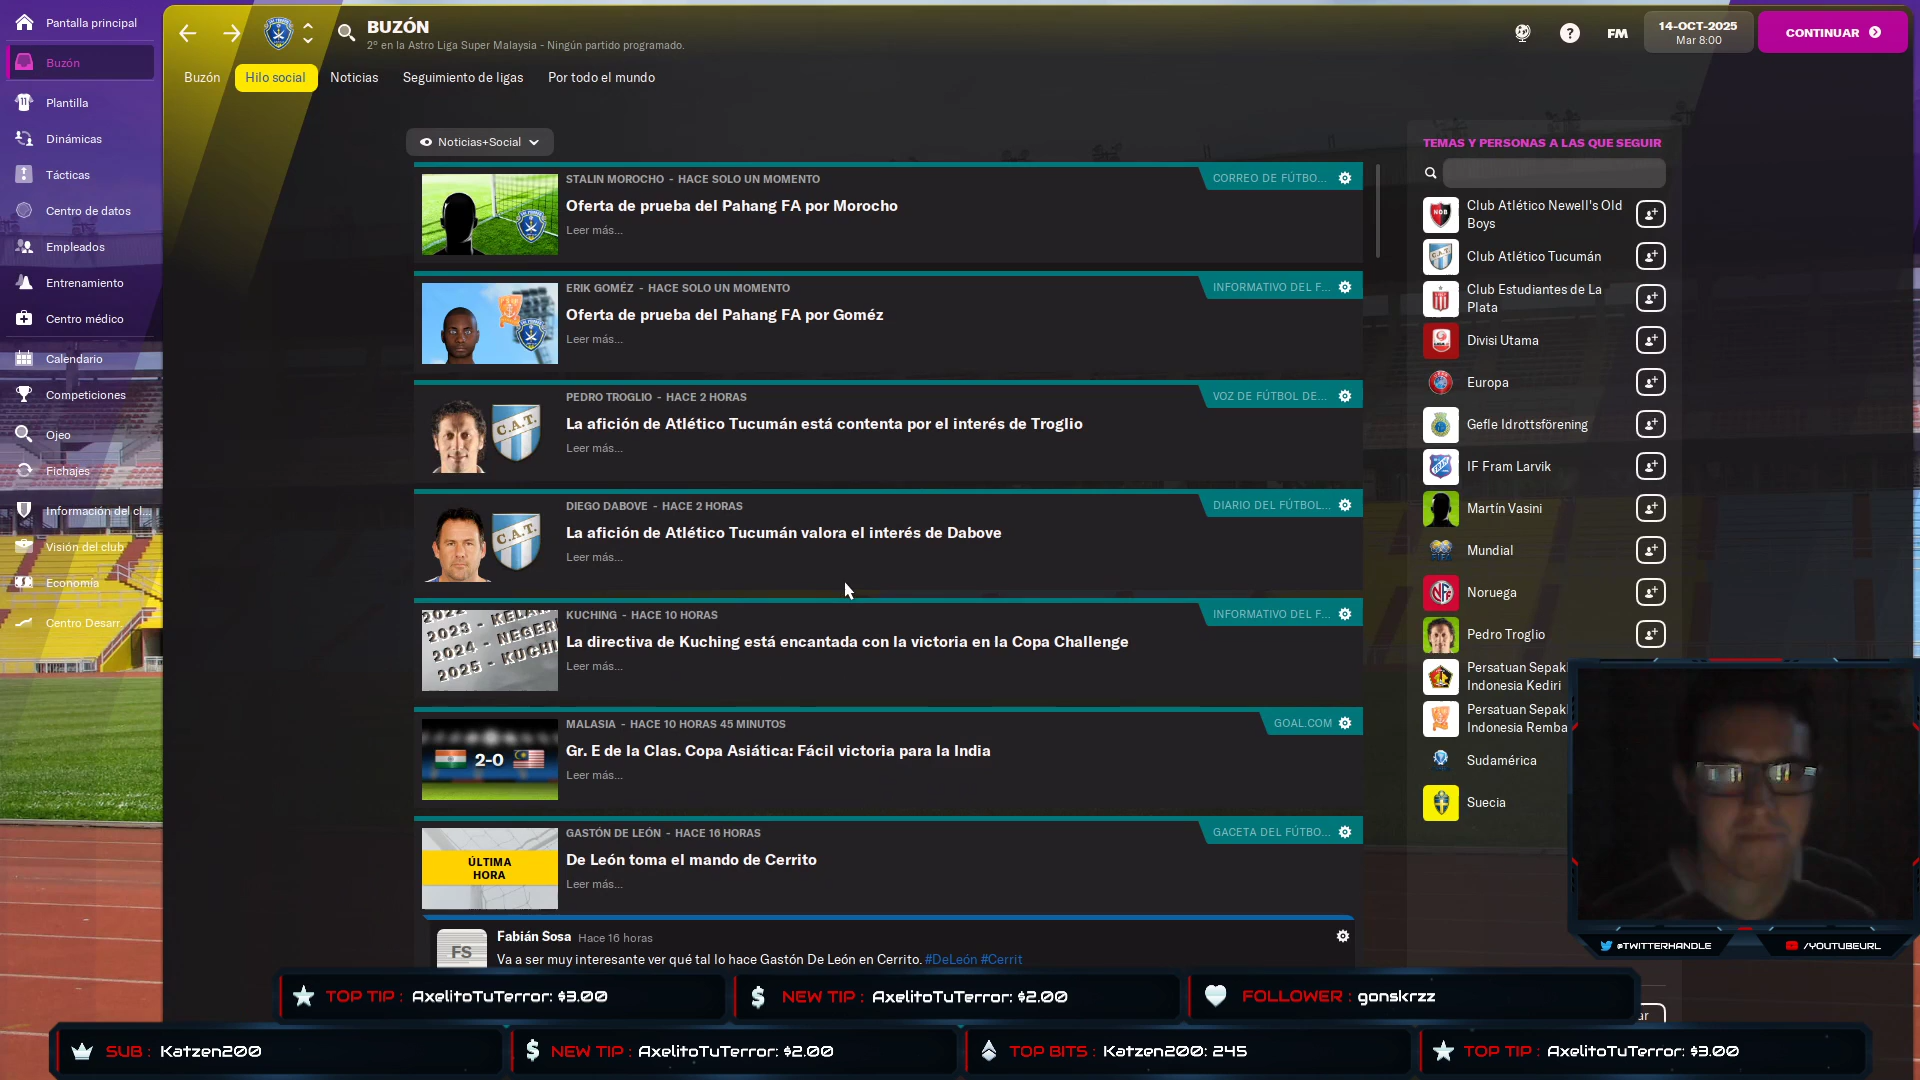 Pantalla principal
Buzón
Plantilla
Dinámicas
Tácticas
Centro de datos
Empleados
Entrenamiento
Centro médico
Calendario
Competiciones
Ojeo
Fichajes
Información del cl...
Visión del club
Economía
Centro Desarr.
BUZÓN
2º en la Astro Liga Super Malaysia - Ningún partido programado.
FM
14-OCT-2025
Mar 8:00
CONTINUAR
Buzón
Hilo social
Noticias
Seguimiento de ligas
Por todo el mundo
Noticias+Social
STALIN MOROCHO - HACE SOLO UN MOMENTO
CORREO DE FÚTBO...
Oferta de prueba del Pahang FA por Morocho
Leer más...
ERIK GOMÉZ - HACE SOLO UN MOMENTO
INFORMATIVO DEL F...
Oferta de prueba del Pahang FA por Goméz
Leer más...
PEDRO TROGLIO - HACE 2 HORAS
VOZ DE FÚTBOL DE...
C.A.T.
La afición de Atlético Tucumán está contenta por el interés de Troglio
Leer más...
DIEGO DABOVE - HACE 2 HORAS
DIARIO DEL FÚTBOL...
C.A.T.
La afición de Atlético Tucumán valora el interés de Dabove
Leer más...
KUCHING - HACE 10 HORAS
INFORMATIVO DEL F...
2024 - NEGERI
2025 - KUCHI
La directiva de Kuching está encantada con la victoria en la Copa Challenge
Leer más...
MALASIA - HACE 10 HORAS 45 MINUTOS
GOAL.COM
2-0
Gr. E de la Clas. Copa Asiática: Fácil victoria para la India
Leer más...
GASTÓN DE LEÓN - HACE 16 HORAS
GACETA DEL FÚTBO...
ÚLTIMA
HORA
De León toma el mando de Cerrito
Leer más...
FS
Fabián Sosa Hace 16 horas
Va a ser muy interesante ver qué tal lo hace Gastón De León en Cerrito. #DeLeón #Cerrit
TEMAS Y PERSONAS A LAS QUE SEGUIR
Club Atlético Newell's Old
Boys
Club Atlético Tucumán
Club Estudiantes de La
Plata
Divisi Utama
Europa
Gefle Idrottsförening
IF Fram Larvik
Martín Vasini
Mundial
Noruega
Pedro Troglio
Persatuan Sepak
Indonesia Kediri
Persatuan Sepak
Indonesia Remba
Sudamérica
Suecia
@TWITTERHANDLE
/YOUTUBEURL
ar
TOP TIP : AxelitoTuTerror: $3.00
NEW TIP : AxelitoTuTerror: $2.00
FOLLOWER : gonskrzz
SUB : Katzen200
NEW TIP : AxelitoTuTerror: $2.00
TOP BITS : Katzen200: 245
TOP TIP : AxelitoTuTerror: $3.00